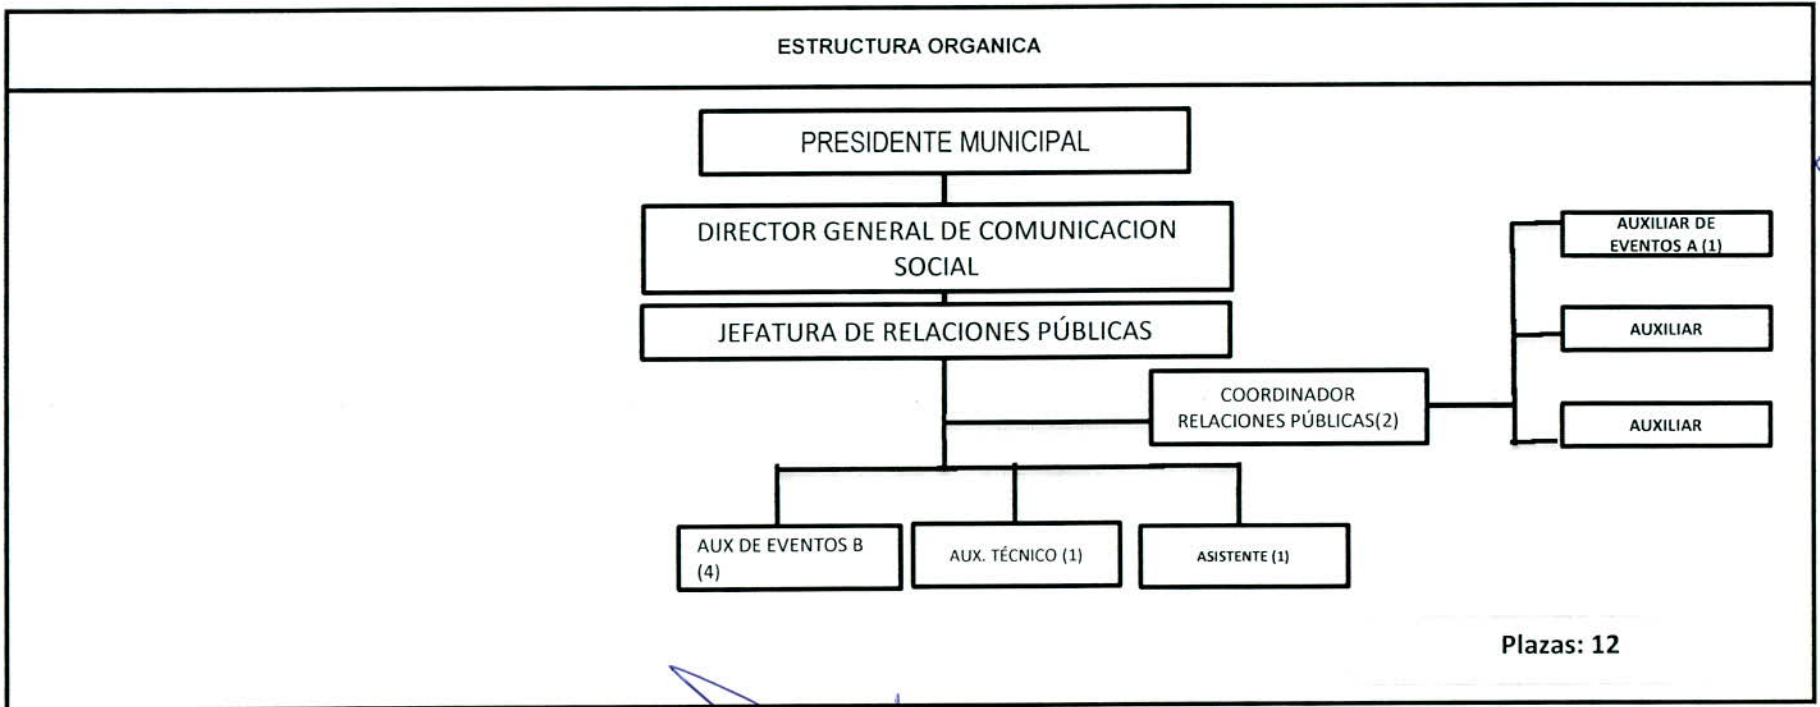 ESTRUCTURA ORGANICA
PRESIDENTE MUNICIPAL
DIRECTOR GENERAL DE COMUNICACION
SOCIAL
JEFATURA DE RELACIONES PÚBLICAS
COORDINADOR
RELACIONES PÚBLICAS(2)
AUXILIAR DE
EVENTOS A (1)
AUXILIAR
AUXILIAR
AUX DE EVENTOS B
(4)
AUX. TÉCNICO (1)
ASISTENTE (1)
Plazas: 12